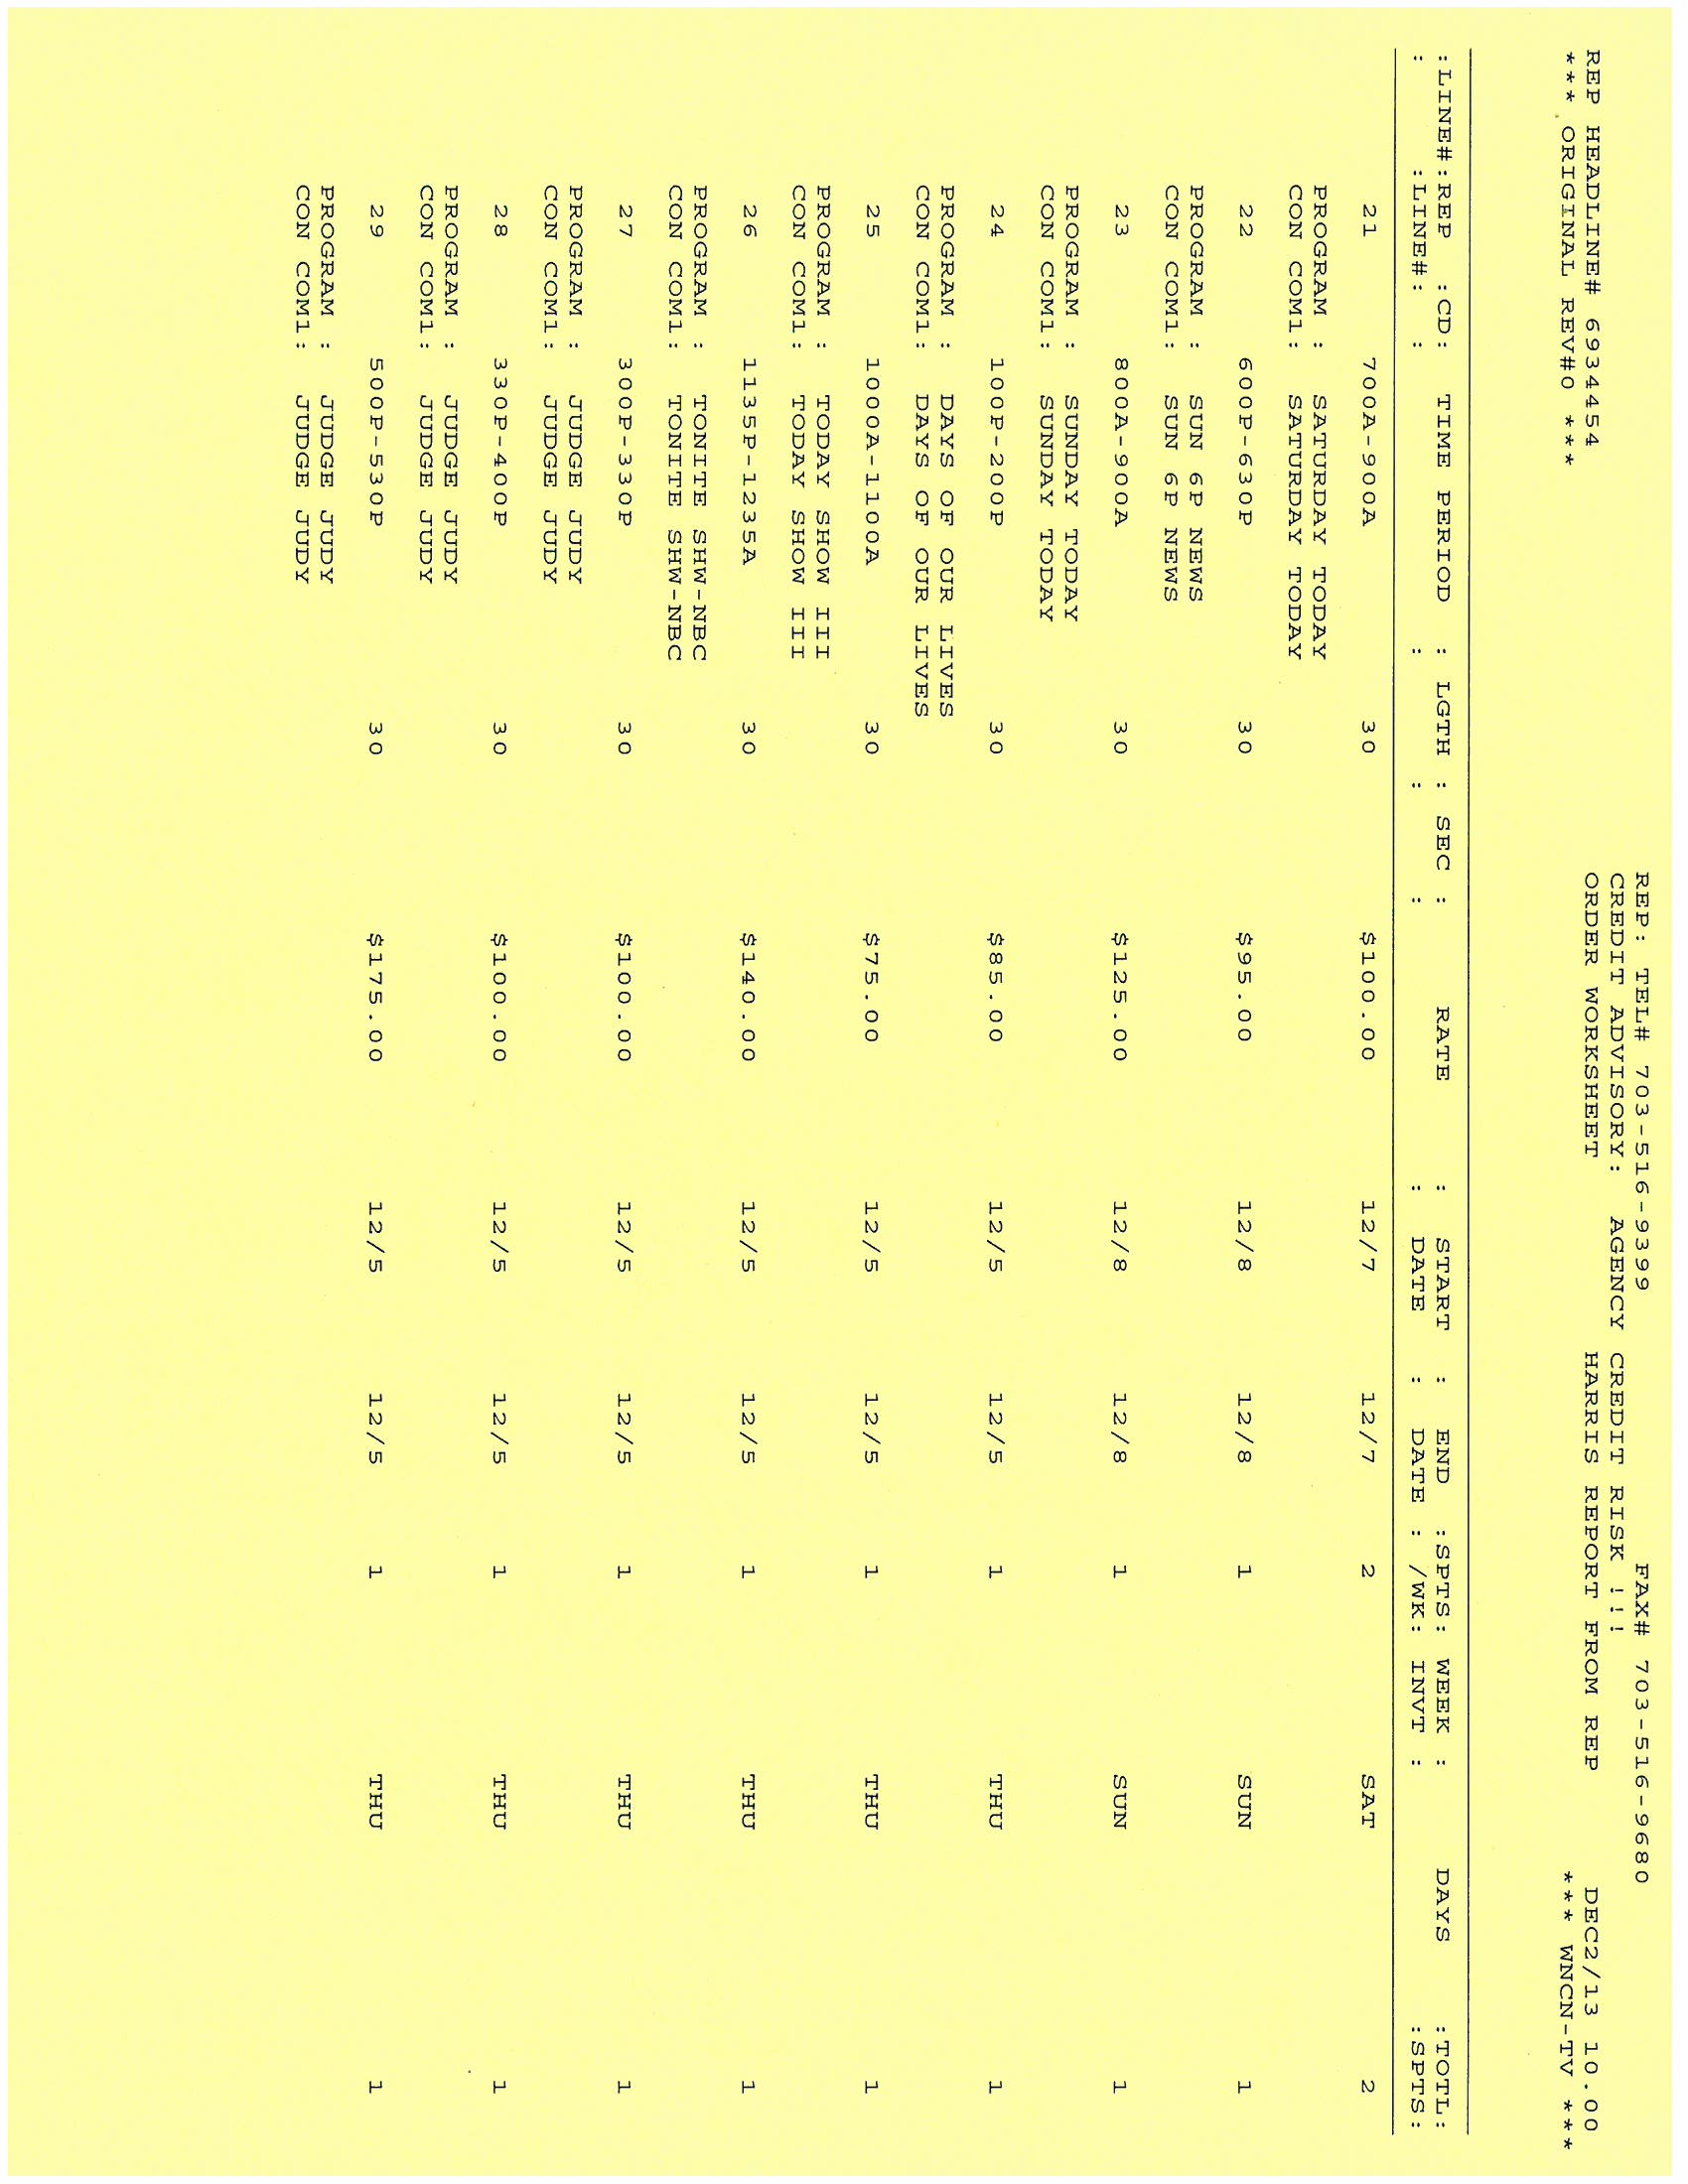 REP: TEL# 703-516-9399 FAX# 703-516-9680
CREDIT ADVISORY: AGENCY CREDIT RISK !!!
REP HEADLINE# 6934454 ORDER WORKSHEET HARRIS REPORT FROM REP DEC2/13 10.00
*** ORIGINAL REV#0 *** *** WNCN-TV ***
:LINE#:REP :CD: TIME PERIOD : LGTH : SEC : RATE : START : END :SPTS: WEEK : DAYS :TOTL:
: :LINE#: : : : : : DATE : DATE : /WK: INVT : :SPTS:
21 700A-900A 30 $100.00 12/7 12/7 2 SAT 2
PROGRAM : SATURDAY TODAY
CON COM1: SATURDAY TODAY
22 600P-630P 30 $95.00 12/8 12/8 1 SUN 1
PROGRAM : SUN 6P NEWS
CON COM1: SUN 6P NEWS
23 800A-900A 30 $125.00 12/8 12/8 1 SUN 1
PROGRAM : SUNDAY TODAY
CON COM1: SUNDAY TODAY
24 100P-200P 30 $85.00 12/5 12/5 1 THU 1
PROGRAM : DAYS OF OUR LIVES
CON COM1: DAYS OF OUR LIVES
25 1000A-1100A 30 $75.00 12/5 12/5 1 THU 1
PROGRAM : TODAY SHOW III
CON COM1: TODAY SHOW III
26 1135P-1235A 30 $140.00 12/5 12/5 1 THU 1
PROGRAM : TONITE SHW-NBC
CON COM1: TONITE SHW-NBC
27 300P-330P 30 $100.00 12/5 12/5 1 THU 1
PROGRAM : JUDGE JUDY
CON COM1: JUDGE JUDY
28 330P-400P 30 $100.00 12/5 12/5 1 THU 1
PROGRAM : JUDGE JUDY
CON COM1: JUDGE JUDY
29 500P-530P 30 $175.00 12/5 12/5 1 THU 1
PROGRAM : JUDGE JUDY
CON COM1: JUDGE JUDY